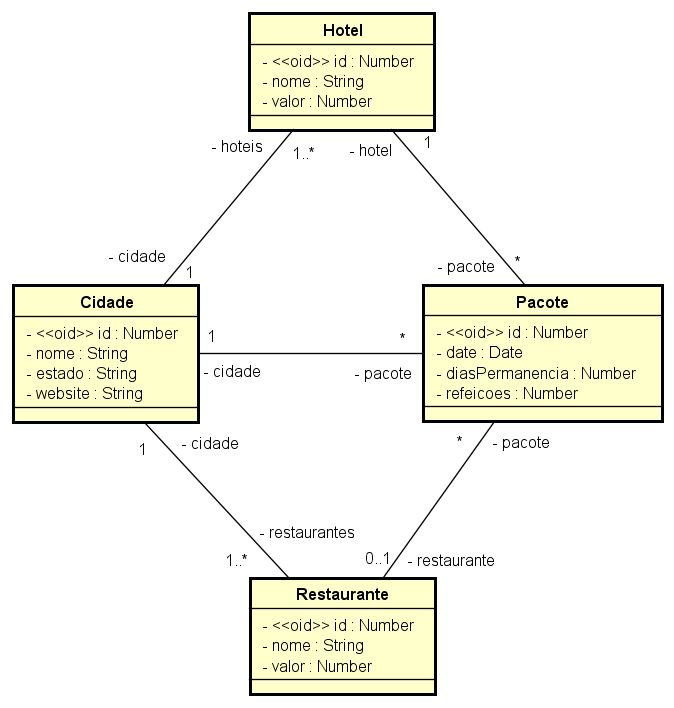 Hotel
- <<oid>> id : Number
- nome : String
- valor : Number
- hoteis
1..*
- hotel
1
- cidade
1
- pacote
*
Cidade
- <<oid>> id : Number
- nome : String
- estado : String
- website : String
1
- cidade
*
- pacote
Pacote
- <<oid>> id : Number
- date : Date
- diasPermanencia : Number
- refeicoes : Number
1
- cidade
*
- pacote
- restaurantes
1..*
0..1
- restaurante
Restaurante
- <<oid>> id : Number
- nome : String
- valor : Number